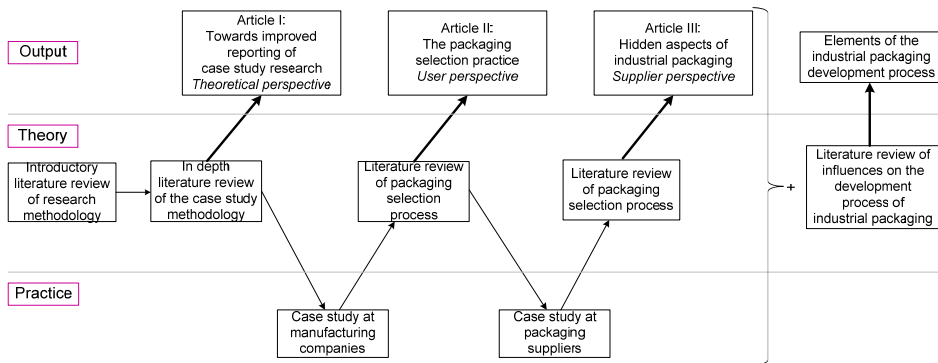 Output
Article I:
Towards improved
reporting of
case study research
Theoretical perspective
Article II:
The packaging
selection practice
User perspective
Article III:
Hidden aspects of
industrial packaging
Supplier perspective
Elements of the
industrial packaging
development process
Theory
Introductory
literature review
of research
methodology
In depth
literature review
of the case study
methodology
Literature review
of packaging
selection
process
Literature review
of packaging
selection process
+
Literature review of
influences on the
development
process of
industrial packaging
Practice
Case study at
manufacturing
companies
Case study at
packaging
suppliers